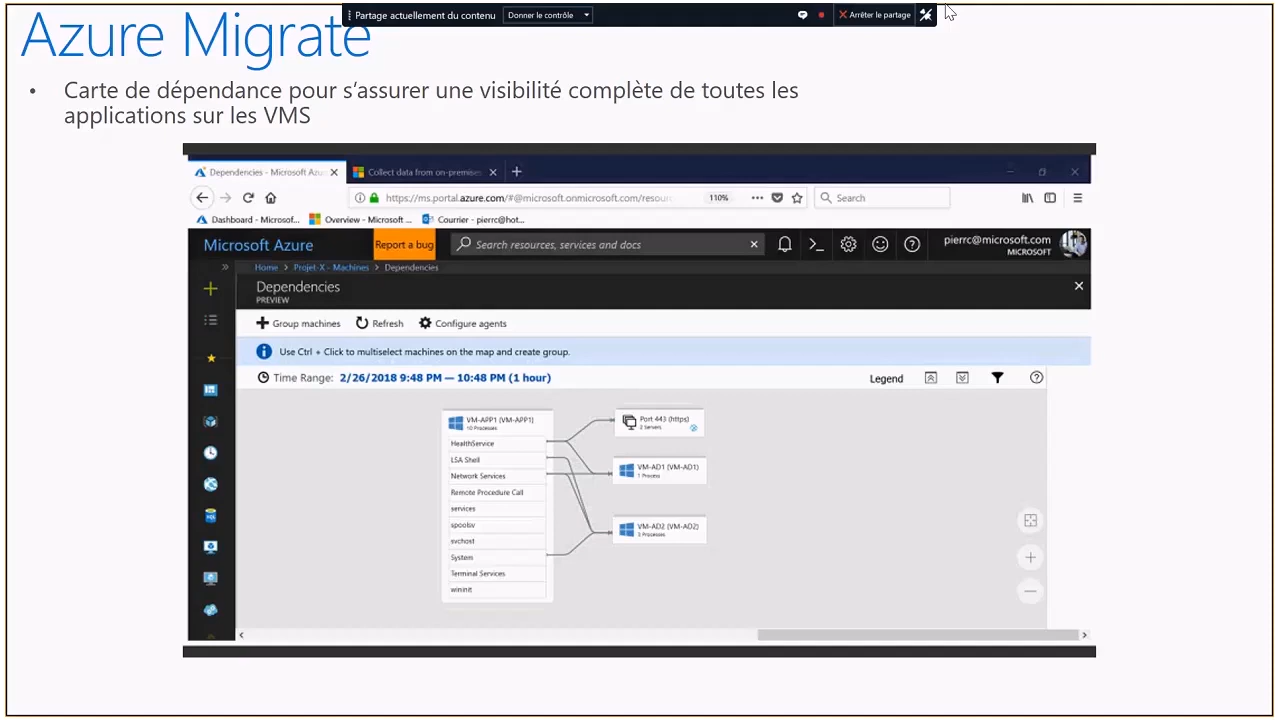 Partage actuellement du contenu
Donner le contrôle
Arrêter le partage
Azure Migrate
• Carte de dépendance pour s’assurer une visibilité complète de toutes les
applications sur les VMS
Dependencies - Microsoft Azu
Collect data from on-premises
https://ms.portal.azure.com/#@microsoft.onmicrosoft.com/resou
110%
Search
Dashboard - Microsof...
Overview - Microsoft ...
Courrier - pierrc@hot...
Microsoft Azure
Report a bug
Search resources, services and docs
pierrc@microsoft.com
MICROSOFT
Home > Projet-X - Machines > Dependencies
Dependencies
PREVIEW
Group machines
Refresh
Configure agents
Use Ctrl + Click to multiselect machines on the map and create group.
Time Range: 2/26/2018 9:48 PM — 10:48 PM (1 hour)
Legend
VM-APP1 (VM-APP1)
10 Processes
HealthService
LSA Shell
Network Services
Remote Procedure Call
services
spoolsv
svchost
System
Terminal Services
wininit
Port 443 (https)
2 Servers
VM-AD1 (VM-AD1)
1 Process
VM-AD2 (VM-AD2)
3 Processes